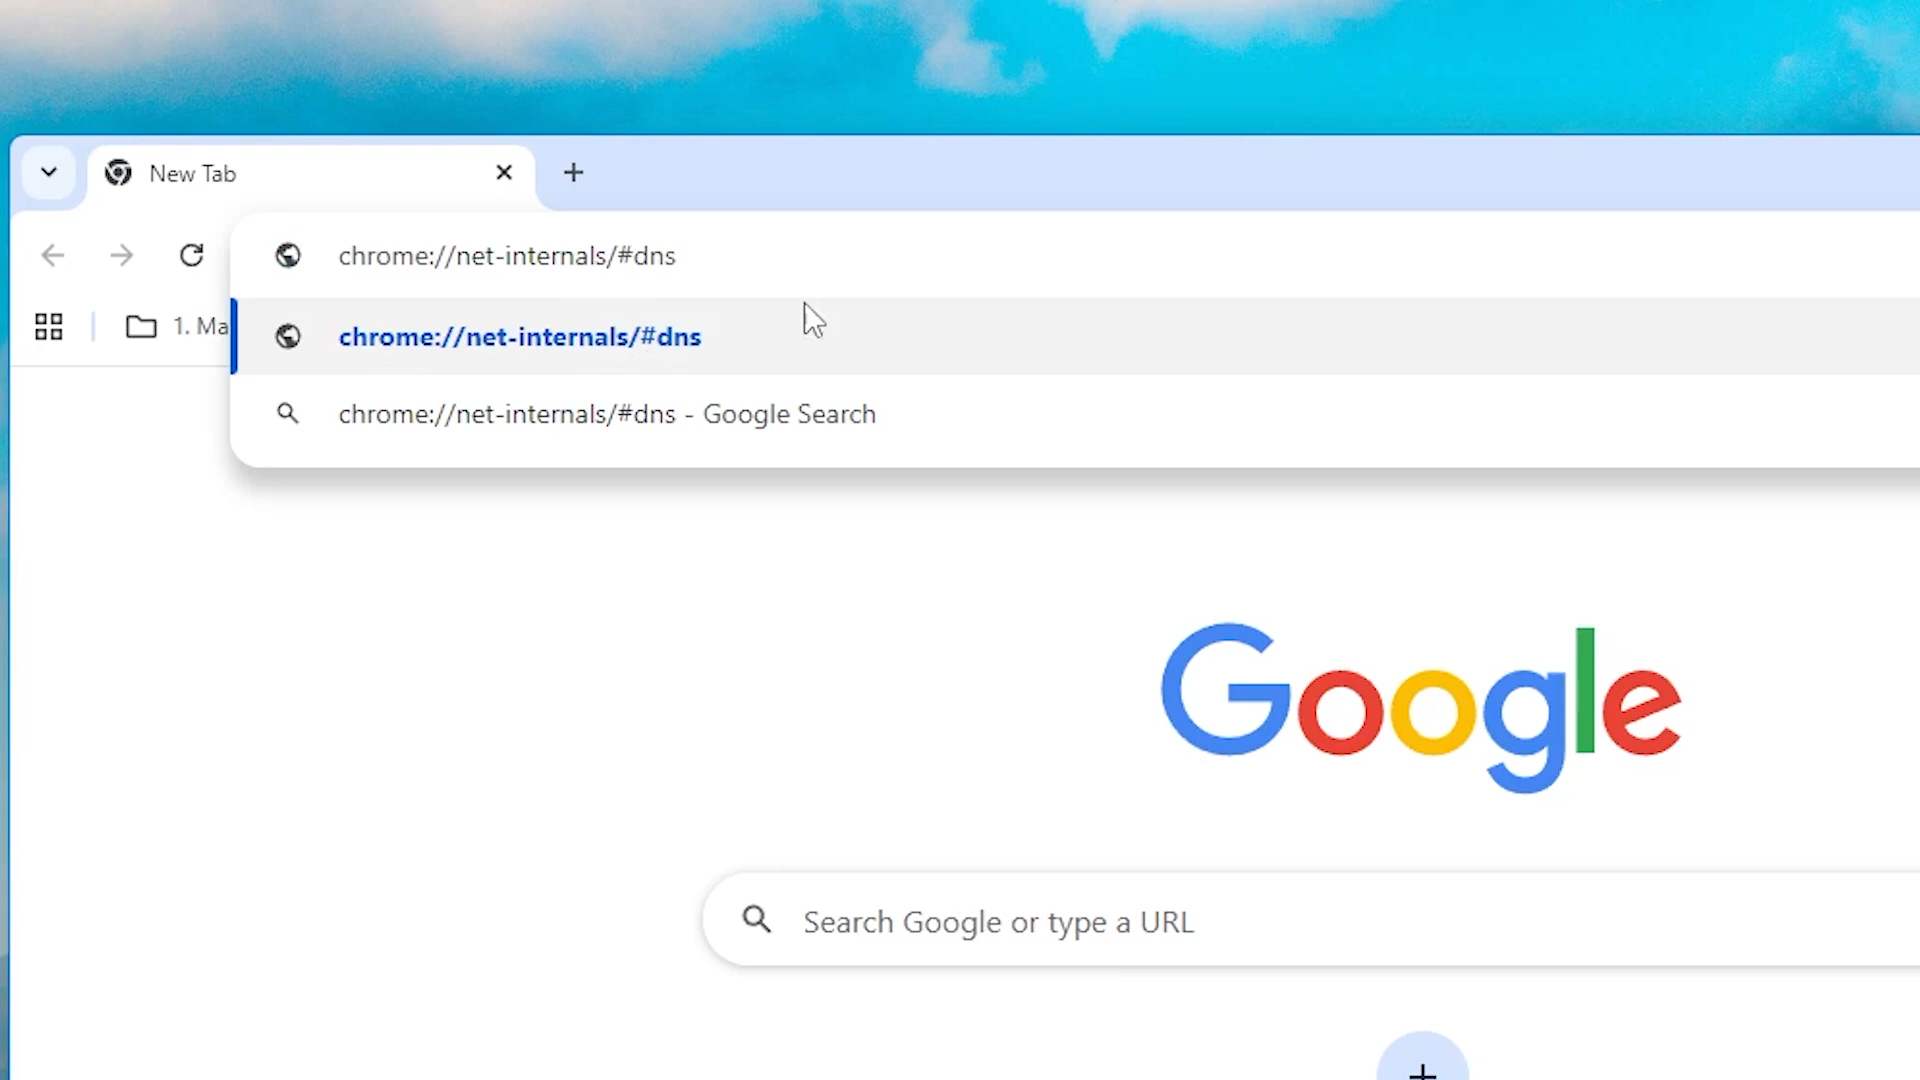 New Tab
chrome://net-internals/#dns
1. Ma
chrome://net-internals/#dns
chrome://net-internals/#dns - Google Search
Google
Search Google or type a URL